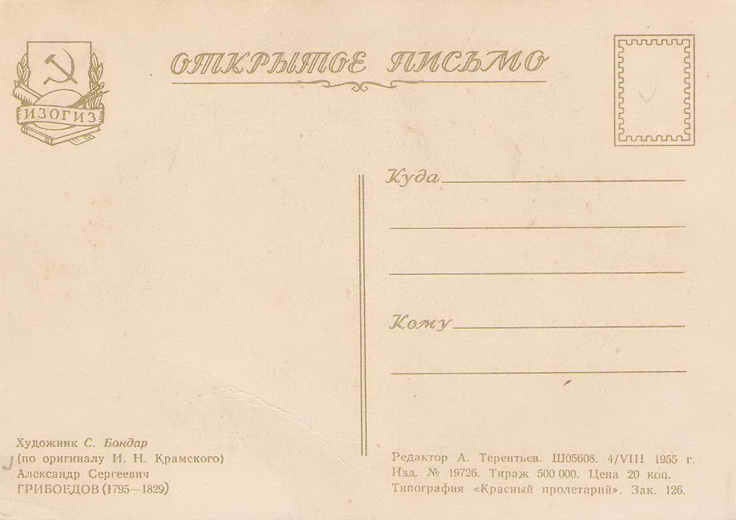 ИЗОГИЗ
ОТКРЫТОЕ ПИСЬМО
Куда
Кому
Художник С. Бондар
(по оригиналу И. Н. Крамского)
Александр Сергеевич
ГРИБОЕДОВ (1795—1829)
Редактор А. Терентьев. Ш05608. 4/VIII 1955 г.
Изд. № 19726. Тираж 500 000. Цена 20 коп.
Типография «Красный пролетарий». Зак. 126.